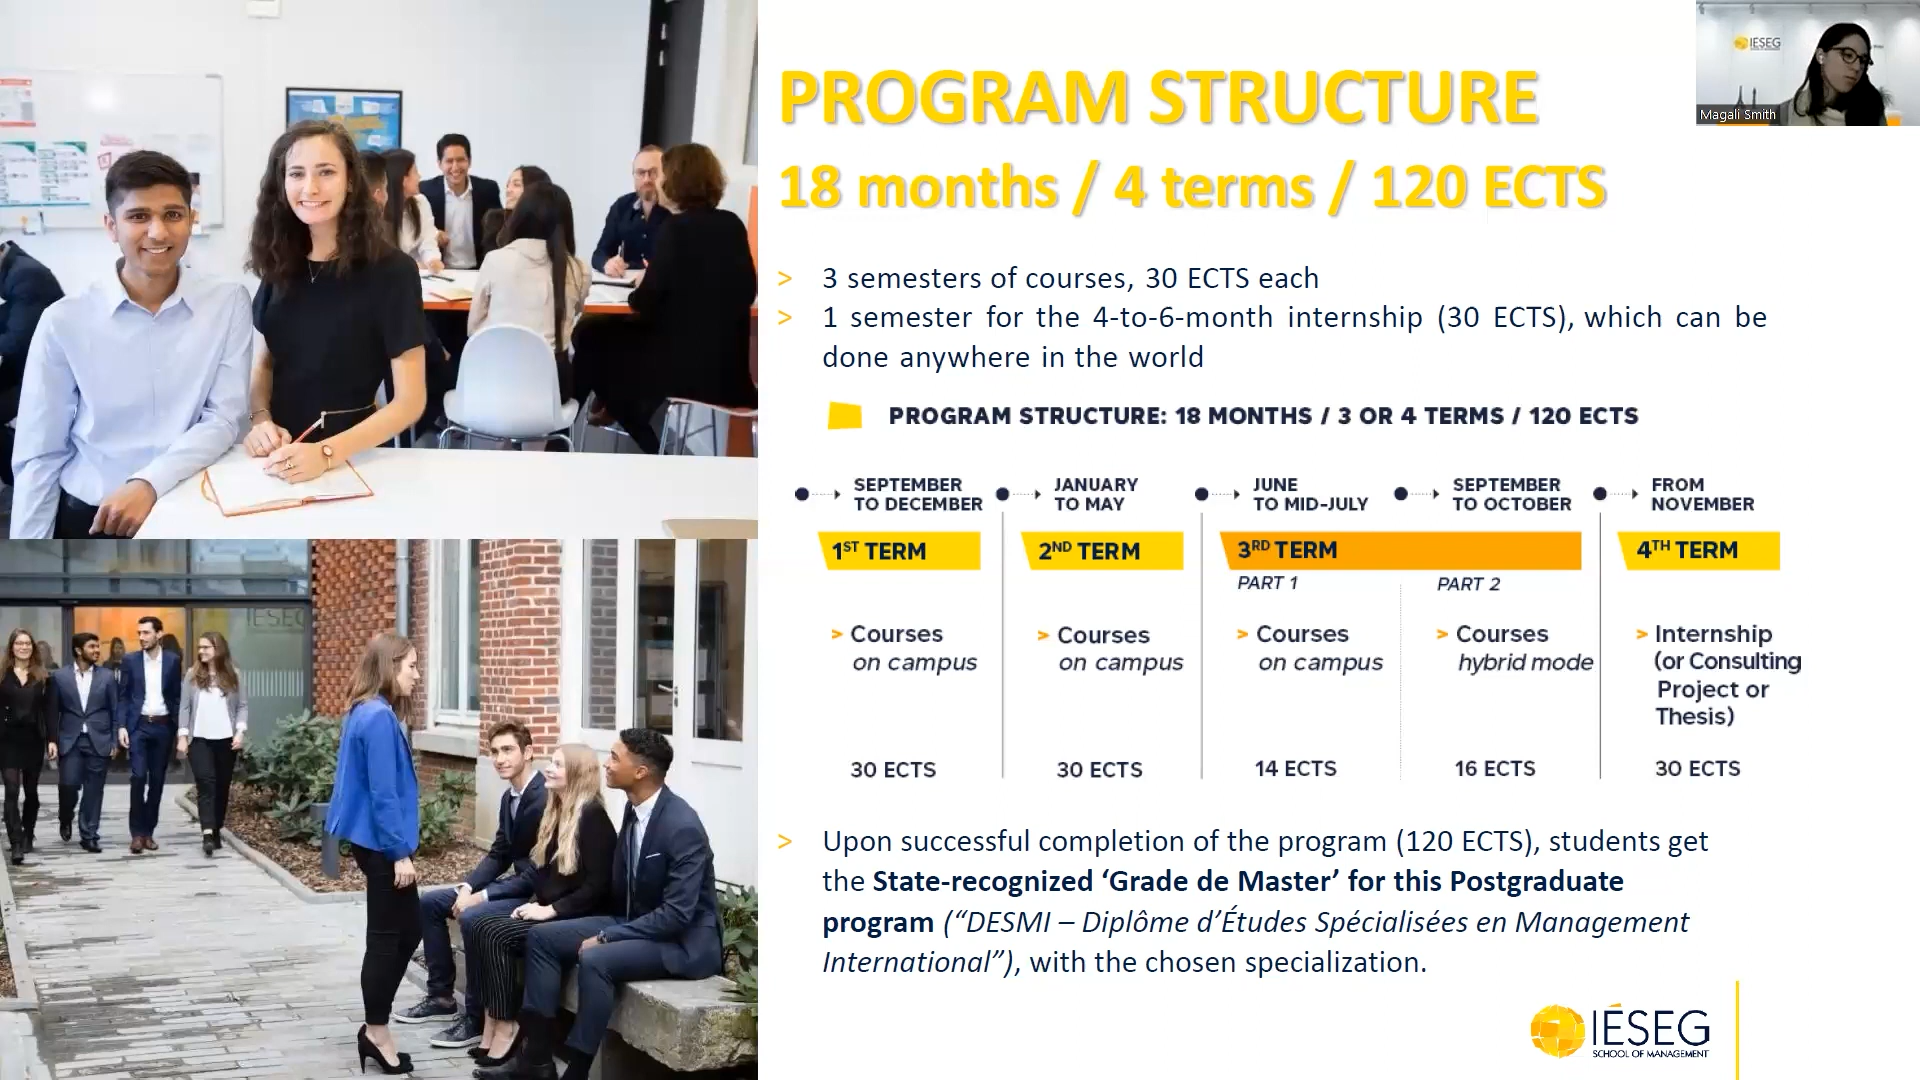 PROGRAM STRUCTURE
18 months / 4 terms / 120 ECTS
IÉSEG
Magali Smith
> 3 semesters of courses, 30 ECTS each
> 1 semester for the 4-to-6-month internship (30 ECTS), which can be
done anywhere in the world
PROGRAM STRUCTURE: 18 MONTHS / 3 OR 4 TERMS / 120 ECTS
SEPTEMBER
TO DECEMBER
1ST TERM
> Courses
on campus
30 ECTS
JANUARY
TO MAY
2ND TERM
> Courses
on campus
30 ECTS
JUNE
TO MID-JULY
3RD TERM
PART 1
> Courses
on campus
14 ECTS
SEPTEMBER
TO OCTOBER
PART 2
> Courses
hybrid mode
16 ECTS
FROM
NOVEMBER
4TH TERM
> Internship
(or Consulting
Project or
Thesis)
30 ECTS
> Upon successful completion of the program (120 ECTS), students get
the State-recognized ‘Grade de Master’ for this Postgraduate
program (“DESMI – Diplôme d’Études Spécialisées en Management
International”), with the chosen specialization.
IÉSEG
SCHOOL OF MANAGEMENT
IESEG